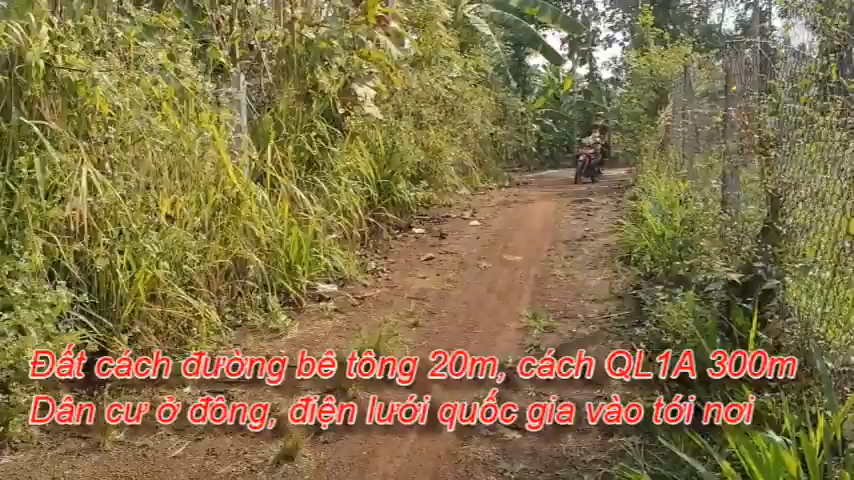 Đất cách đường bê tông 20m, cách QL1A 300m
Dân cư ở đông, điện lưới quốc gia vào tới nơi